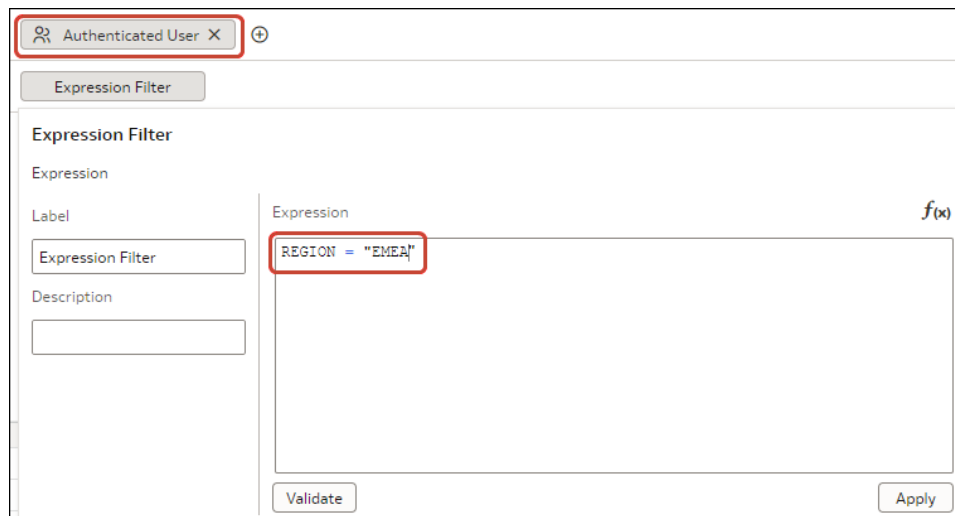 Authenticated User
Expression Filter
Expression Filter
Expression
Label
Expression Filter
Description
Expression
f(x)
REGION = "EMEA"
Validate
Apply